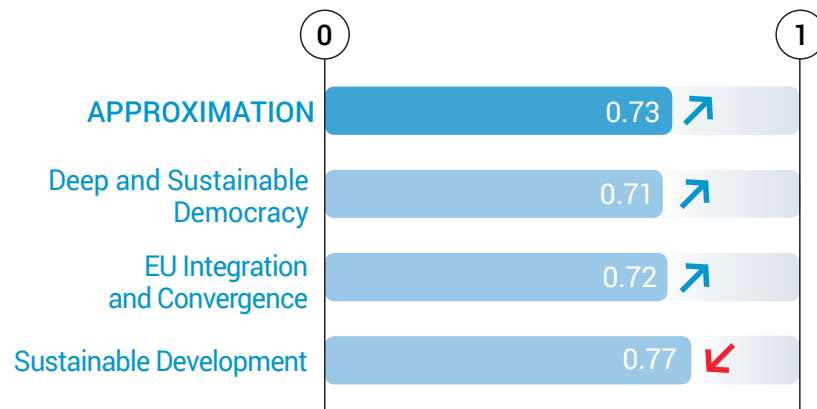 0
1
APPROXIMATION
0.73
Deep and Sustainable
Democracy
0.71
EU Integration
and Convergence
0.72
Sustainable Development
0.77